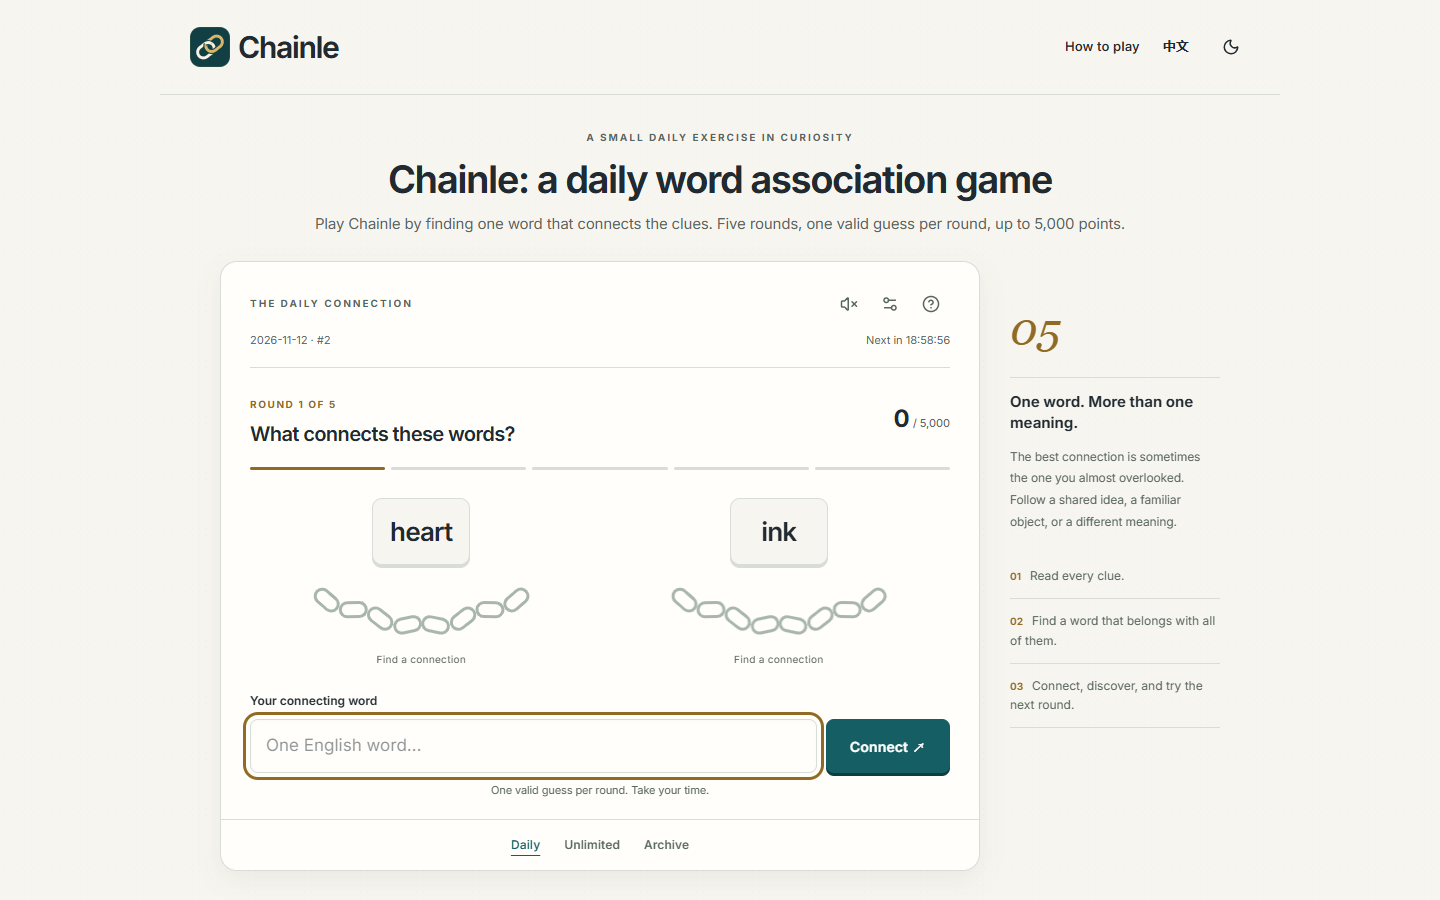 Chainle
How to play
中文
A SMALL DAILY EXERCISE IN CURIOSITY
Chainle: a daily word association game
Play Chainle by finding one word that connects the clues. Five rounds, one valid guess per round, up to 5,000 points.
THE DAILY CONNECTION
2026-11-12 · #2
Next in 18:58:56
ROUND 1 OF 5
What connects these words?
0 / 5,000
heart
ink
Find a connection
Find a connection
Your connecting word
One English word...
Connect ↗
One valid guess per round. Take your time.
Daily
Unlimited
Archive
05
One word. More than one
meaning.
The best connection is sometimes
the one you almost overlooked.
Follow a shared idea, a familiar
object, or a different meaning.
01 Read every clue.
02 Find a word that belongs with all
of them.
03 Connect, discover, and try the
next round.